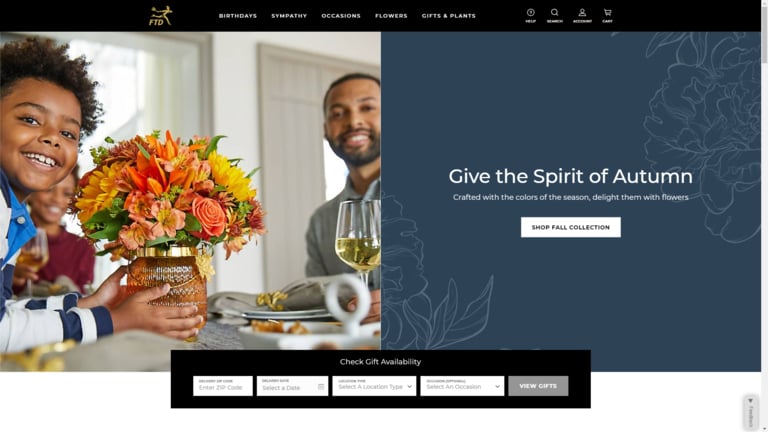 FTD
BIRTHDAYS SYMPATHY OCCASIONS FLOWERS GIFTS & PLANTS
HELP SEARCH ACCOUNT CART
Give the Spirit of Autumn
Crafted with the colors of the season, delight them with flowers
SHOP FALL COLLECTION
Check Gift Availability
DELIVERY ZIP CODE DELIVERY DATE LOCATION TYPE OCCASION (OPTIONAL)
Enter ZIP Code Select a Date Select A Location Type Select An Occasion VIEW GIFTS
Feedback